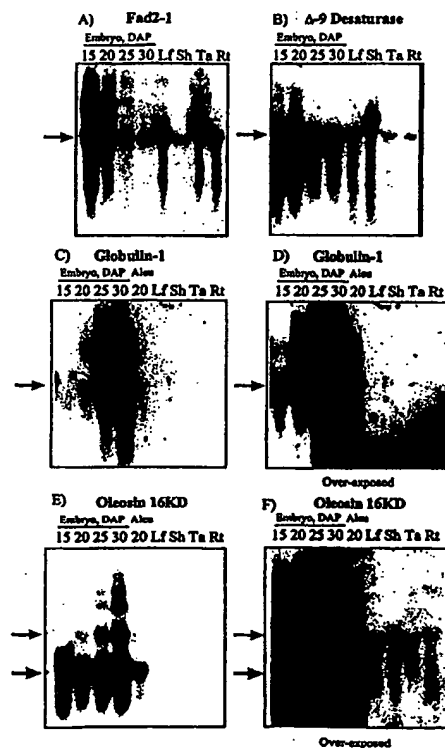 A) Fad2-1
Embryo, DAP
15 20 25 30 Lf Sh Ta Rt
B) Δ-9 Desaturase
Embryo, DAP
15 20 25 30 Lf Sh Ta Rt
C) Globulin-1
Embryo, DAP Aleu
15 20 25 30 20 Lf Sh Ta Rt
D) Globulin-1
Embryo, DAP Aleu
15 20 25 30 20 Lf Sh Ta Rt
Over-exposed
E) Oleosin 16KD
Embryo, DAP Aleu
15 20 25 30 20 Lf Sh Ta Rt
F) Oleosin 16KD
Embryo, DAP Aleu
15 20 25 30 20 Lf Sh Ta Rt
Over-exposed